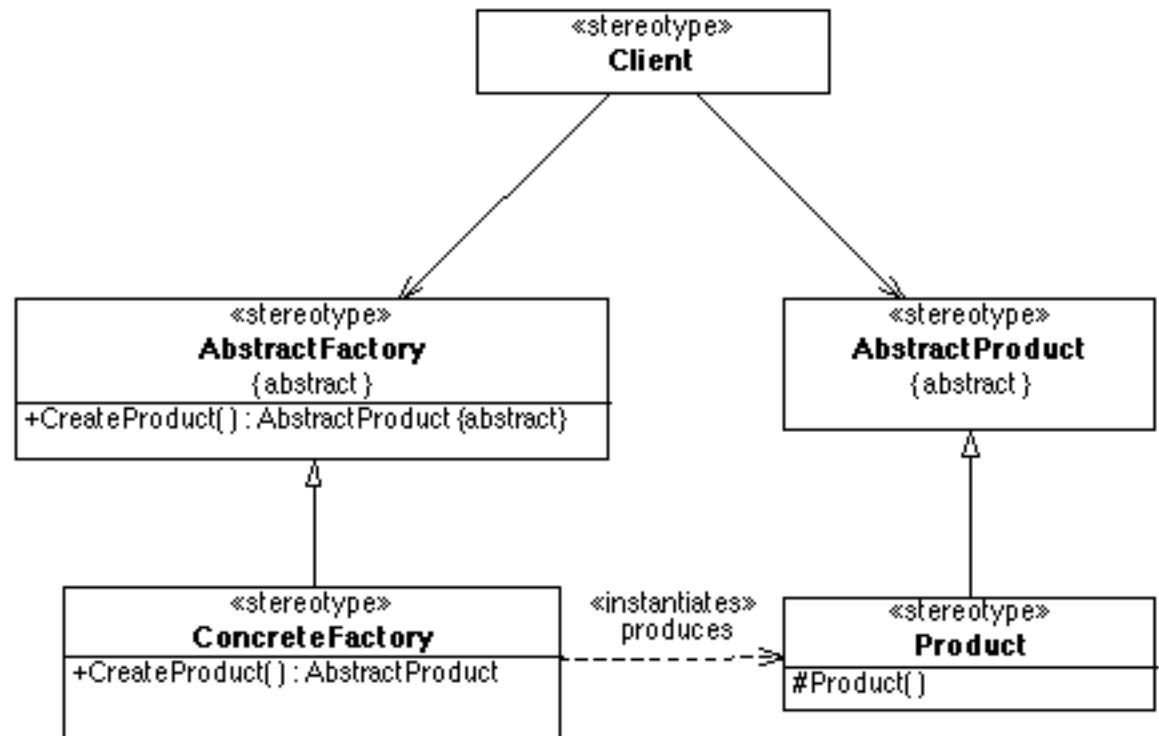 «stereotype»
Client
«stereotype»
AbstractFactory
{abstract}
+CreateProduct() : AbstractProduct {abstract}
«stereotype»
AbstractProduct
{abstract}
«stereotype»
ConcreteFactory
+CreateProduct() : AbstractProduct
«instantiates»
produces
«stereotype»
Product
#Product()